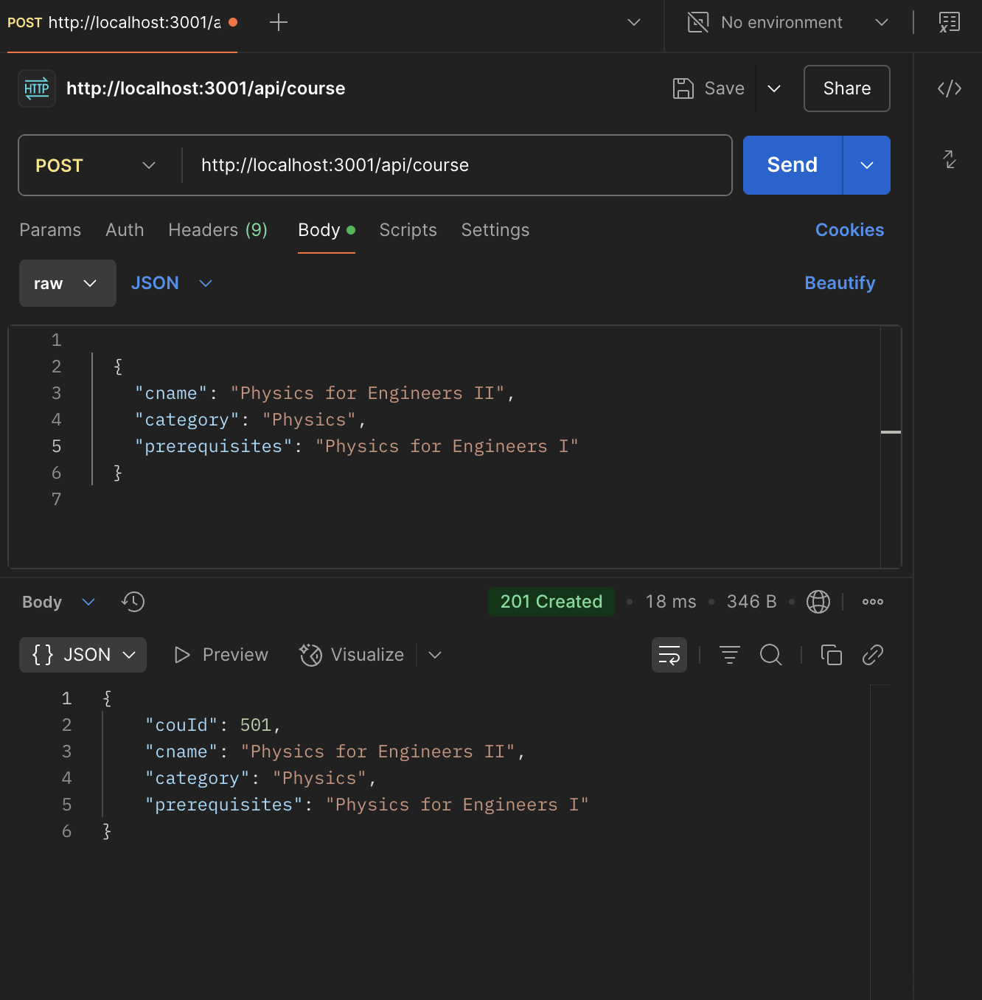 POST http://localhost:3001/a
No environment
HTTP http://localhost:3001/api/course
Save
Share
POST http://localhost:3001/api/course
Send
Params Auth Headers (9) Body Scripts Settings Cookies
raw JSON Beautify
1
2 {
3 "cname": "Physics for Engineers II",
4 "category": "Physics",
5 "prerequisites": "Physics for Engineers I"
6 }
7
Body 201 Created • 18 ms • 346 B
{} JSON Preview Visualize
1 {
2 "couId": 501,
3 "cname": "Physics for Engineers II",
4 "category": "Physics",
5 "prerequisites": "Physics for Engineers I"
6 }